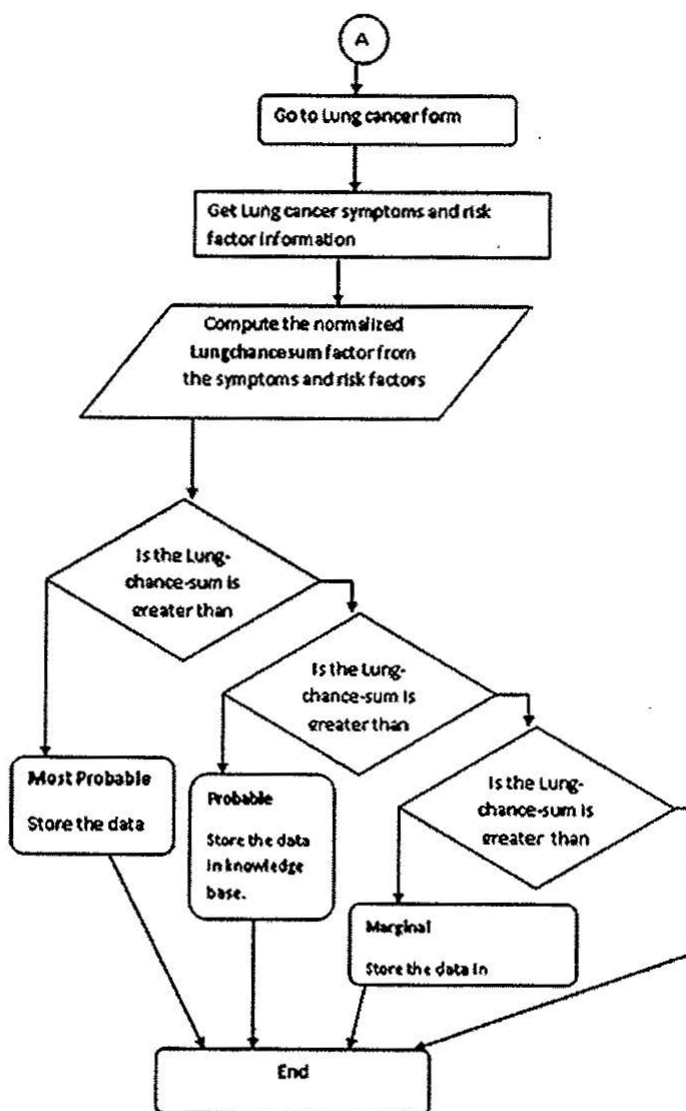 A
Go to Lung cancer form
Get Lung cancer symptoms and risk
factor information
Compute the normalized
Lungchancesum factor from
the symptoms and risk factors
Is the Lung-
chance-sum is
greater than
Is the Lung-
chance-sum is
greater than
Is the Lung-
chance-sum is
greater than
Most Probable
Store the data
Probable
Store the data
in knowledge
base.
Marginal
Store the data in
End